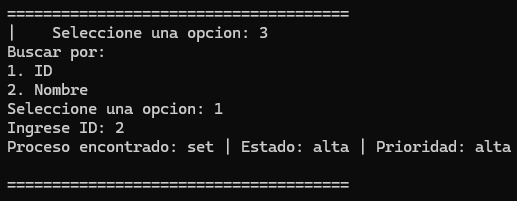 ======================================
|    Seleccione una opcion: 3
Buscar por:
1. ID
2. Nombre
Seleccione una opcion: 1
Ingrese ID: 2
Proceso encontrado: set | Estado: alta | Prioridad: alta
======================================